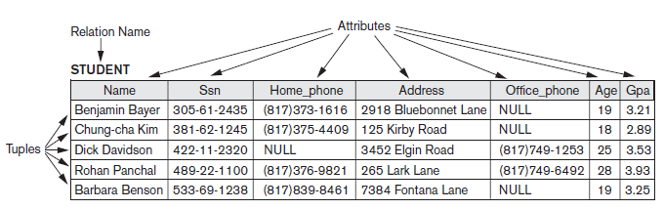 Relation Name
Attributes
STUDENT
Name Ssn Home_phone Address Office_phone Age Gpa
Benjamin Bayer 305-61-2435 (817)373-1616 2918 Bluebonnet Lane NULL 19 3.21
Chung-cha Kim 381-62-1245 (817)375-4409 125 Kirby Road NULL 18 2.89
Tuples Dick Davidson 422-11-2320 NULL 3452 Elgin Road (817)749-1253 25 3.53
Rohan Panchal 489-22-1100 (817)376-9821 265 Lark Lane (817)749-6492 28 3.93
Barbara Benson 533-69-1238 (817)839-8461 7384 Fontana Lane NULL 19 3.25